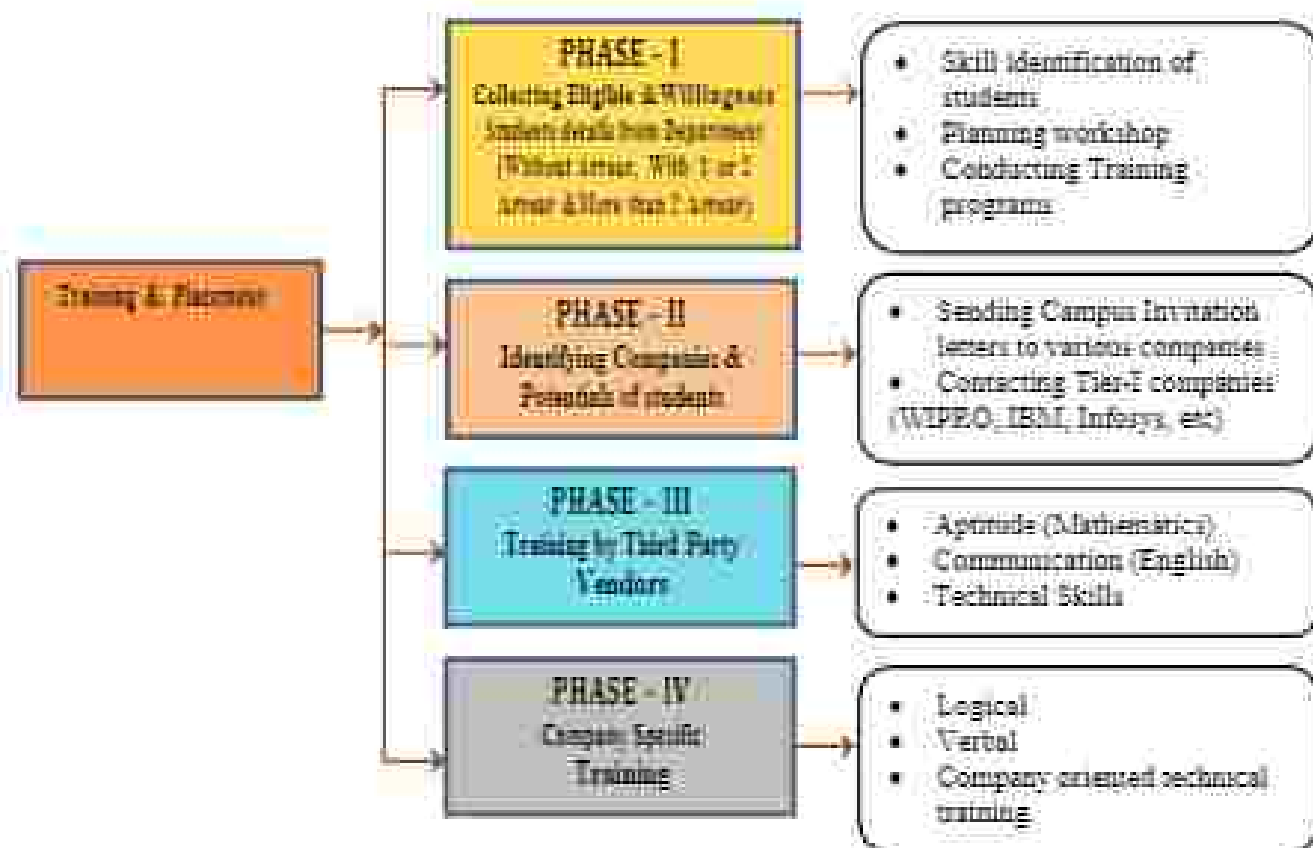 Training & Placement
PHASE - I
Collecting Eligible & Willingness
Students details from Department
(Without Arrear, With 1 or 2
Arrear & More than 2 Arrear)
Skill identification of
students
Planning workshop
Conducting Training
programs
PHASE - II
Identifying Companies &
Potentials of students
Sending Campus Invitation
letters to various companies
Contacting Tier-I companies
(WIPRO, IBM, Infosys, etc)
PHASE - III
Training by Third Party
Vendors
Aptitude (Mathematics)
Communication (English)
Technical Skills
PHASE - IV
Company Specific
Training
Logical
Verbal
Company oriented technical
training